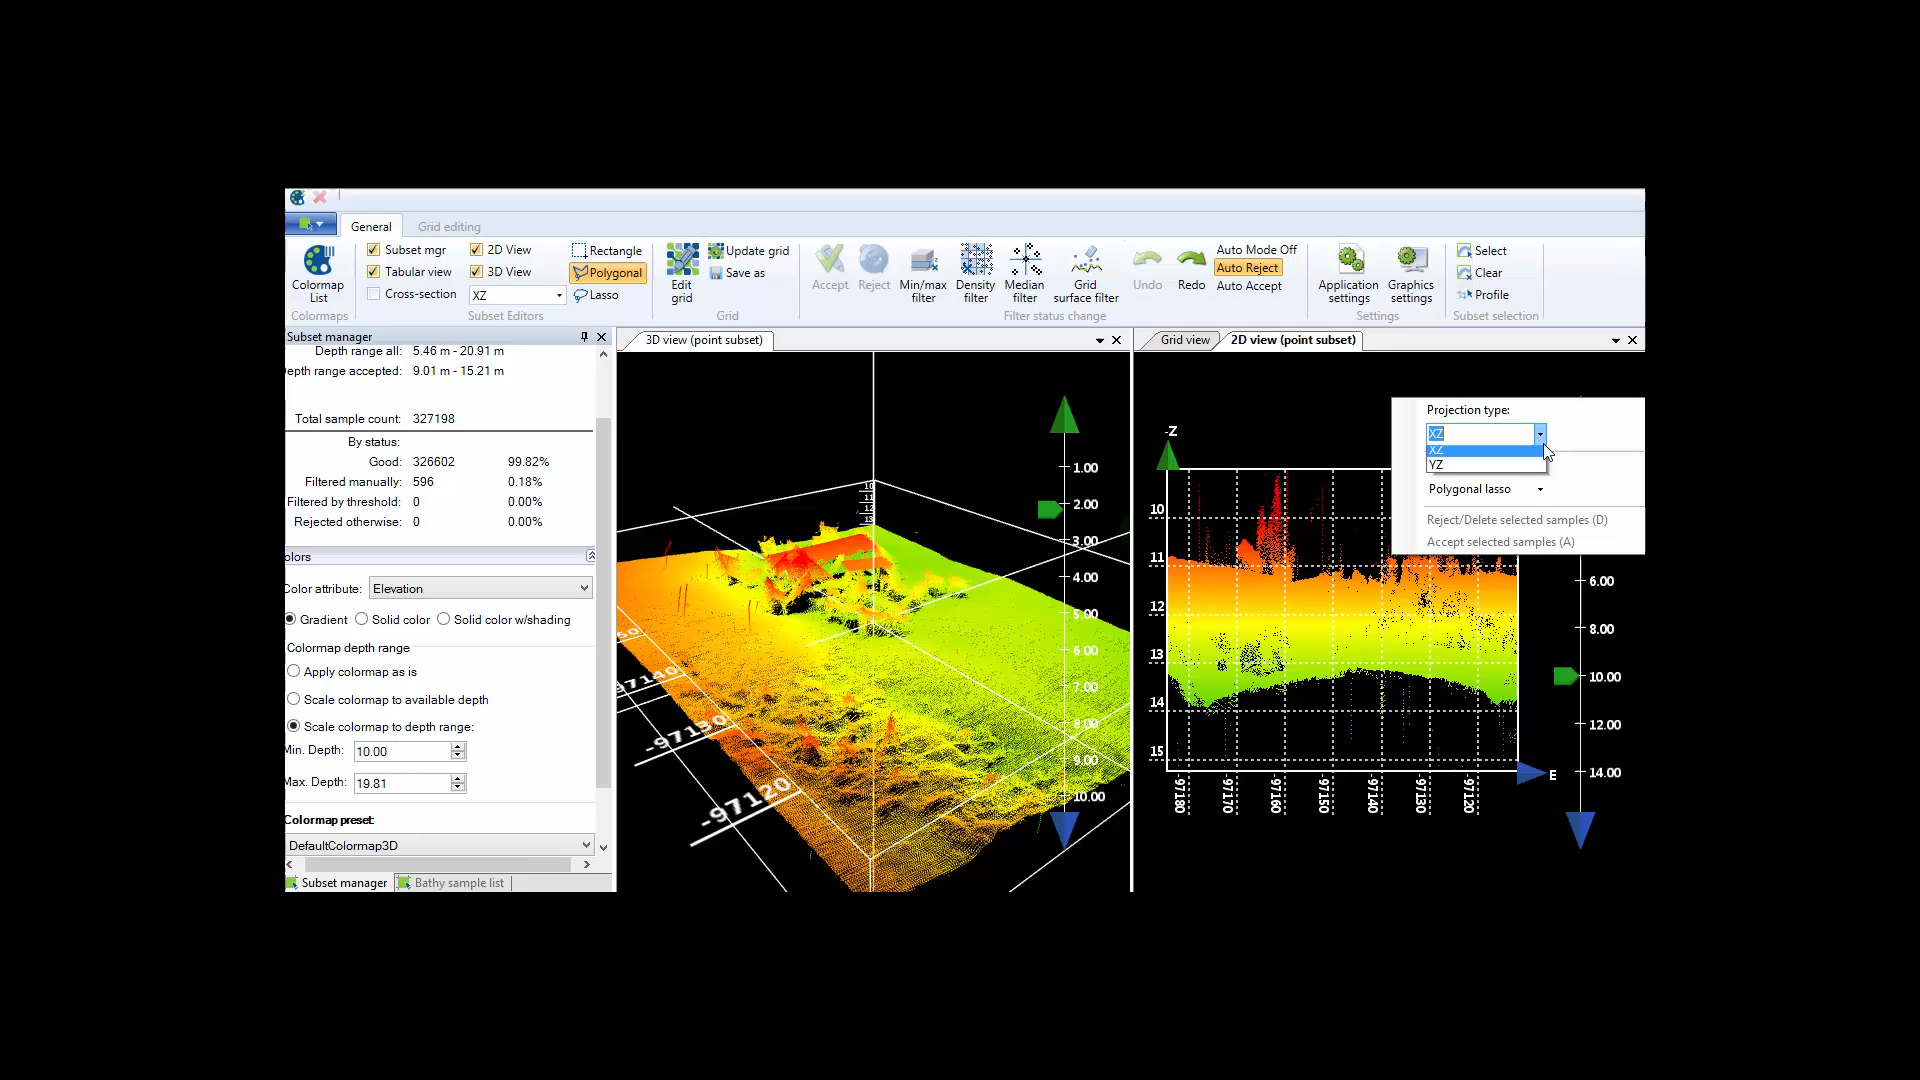 General
Grid editing
Colormap
List
Colormaps
Subset mgr
Tabular view
Cross-section
2D View
3D View
XZ
Rectangle
Polygonal
Lasso
Subset Editors
Edit
grid
Update grid
Save as
Grid
Accept
Reject
Min/max
filter
Density
filter
Median
filter
Grid
surface filter
Undo
Redo
Auto Mode Off
Auto Reject
Auto Accept
Filter status change
Application
settings
Graphics
settings
Settings
Select
Clear
Profile
Subset selection
Subset manager
Depth range all: 5.46 m - 20.91 m
epth range accepted: 9.01 m - 15.21 m
Total sample count: 327198
By status:
Good: 326602 99.82%
Filtered manually: 596 0.18%
Filtered by threshold: 0 0.00%
Rejected otherwise: 0 0.00%
olors
Color attribute: Elevation
Gradient Solid color Solid color w/shading
Colormap depth range
Apply colormap as is
Scale colormap to available depth
Scale colormap to depth range:
Min. Depth: 10.00
Max. Depth: 19.81
Colormap preset:
DefaultColormap3D
Subset manager
Bathy sample list
3D view (point subset)
10
11
12
13
1.00
2.00
3.00
4.00
5.00
6.00
7.00
8.00
9.00
10.00
-97130
-97120
Grid view
2D view (point subset)
-Z
10
11
12
13
14
15
97180
97170
97160
97150
97140
97130
97120
E
6.00
8.00
10.00
12.00
14.00
Projection type:
XZ
XZ
YZ
Polygonal lasso
Reject/Delete selected samples (D)
Accept selected samples (A)